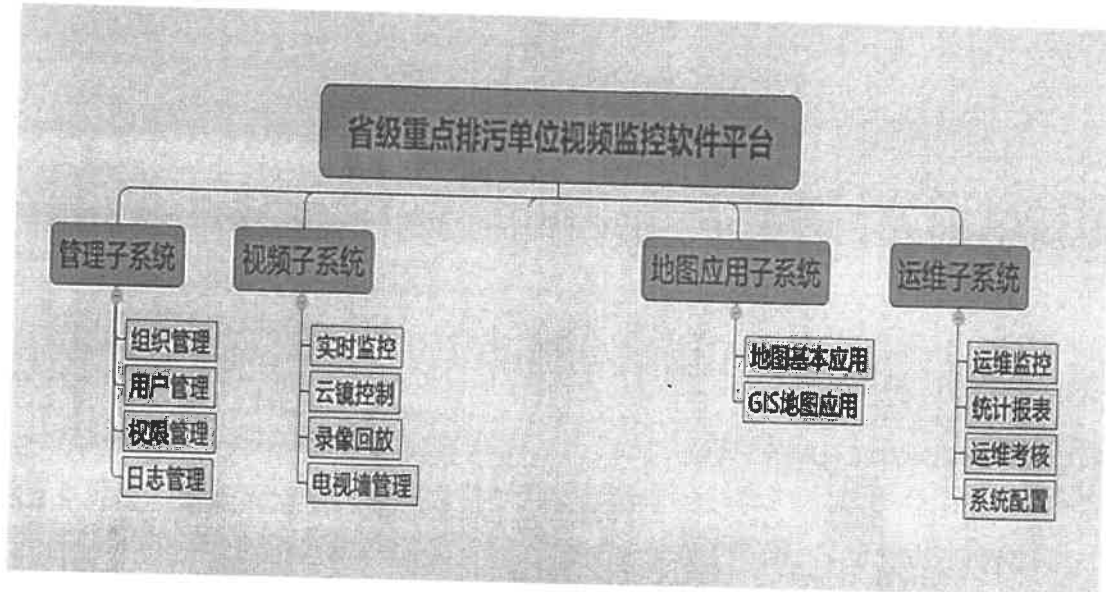 省级重点排污单位视频监控软件平台
管理子系统
组织管理
用户管理
权限管理
日志管理
视频子系统
实时监控
云镜控制
录像回放
电视墙管理
地图应用子系统
地图基本应用
GIS地图应用
运维子系统
运维监控
统计报表
运维考核
系统配置